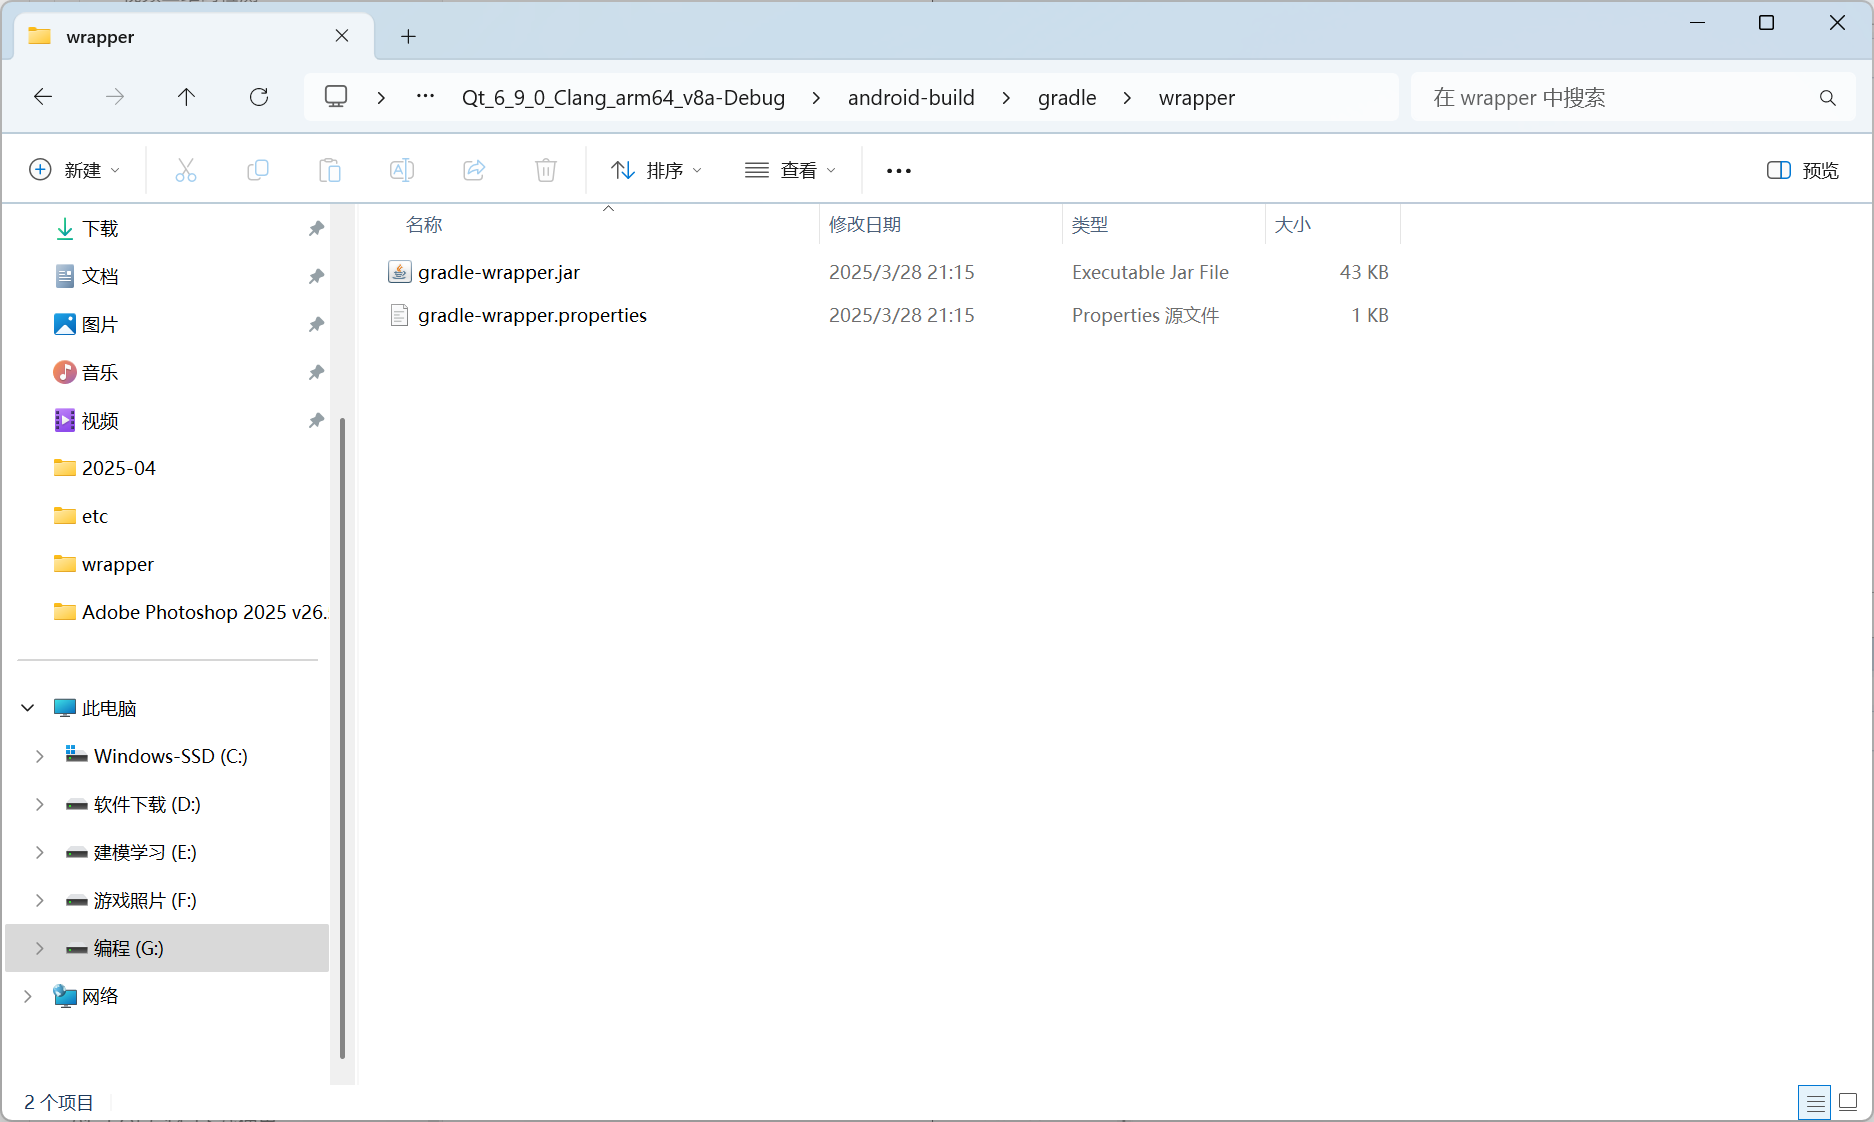 wrapper
Qt_6_9_0_Clang_arm64_v8a-Debug android-build gradle wrapper 在 wrapper 中搜索
新建 排序 查看 预览
下载
文档
图片
音乐
视频
2025-04
etc
wrapper
Adobe Photoshop 2025 v26.
此电脑
Windows-SSD (C:)
软件下载 (D:)
建模学习 (E:)
游戏照片 (F:)
编程 (G:)
网络
名称 修改日期 类型 大小
gradle-wrapper.jar 2025/3/28 21:15 Executable Jar File 43 KB
gradle-wrapper.properties 2025/3/28 21:15 Properties 源文件 1 KB
2 个项目